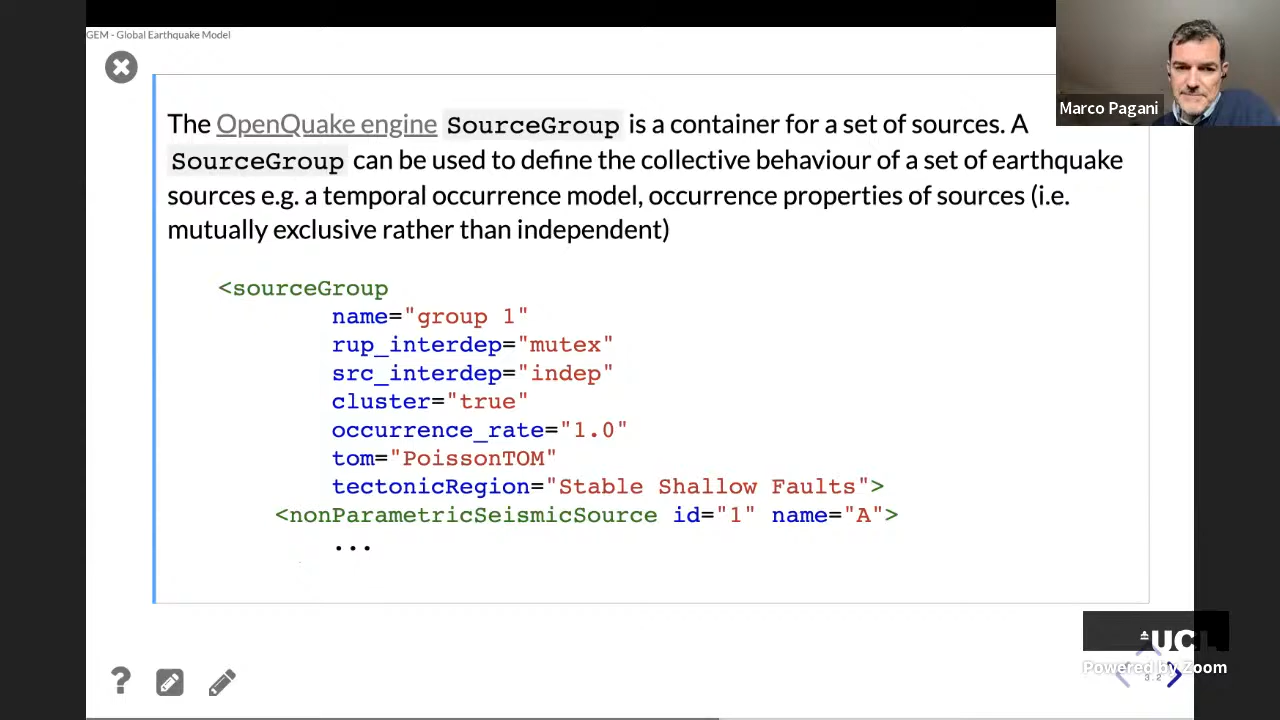 GEM - Global Earthquake Model
Marco Pagani
The OpenQuake engine SourceGroup is a container for a set of sources. A
SourceGroup can be used to define the collective behaviour of a set of earthquake
sources e.g. a temporal occurrence model, occurrence properties of sources (i.e.
mutually exclusive rather than independent)
<sourceGroup
name="group 1"
rup_interdep="mutex"
src_interdep="indep"
cluster="true"
occurrence_rate="1.0"
tom="PoissonTOM"
tectonicRegion="Stable Shallow Faults">
<nonParametricSeismicSource id="1" name="A">
...
UCL
Powered by Zoom
3.2
?